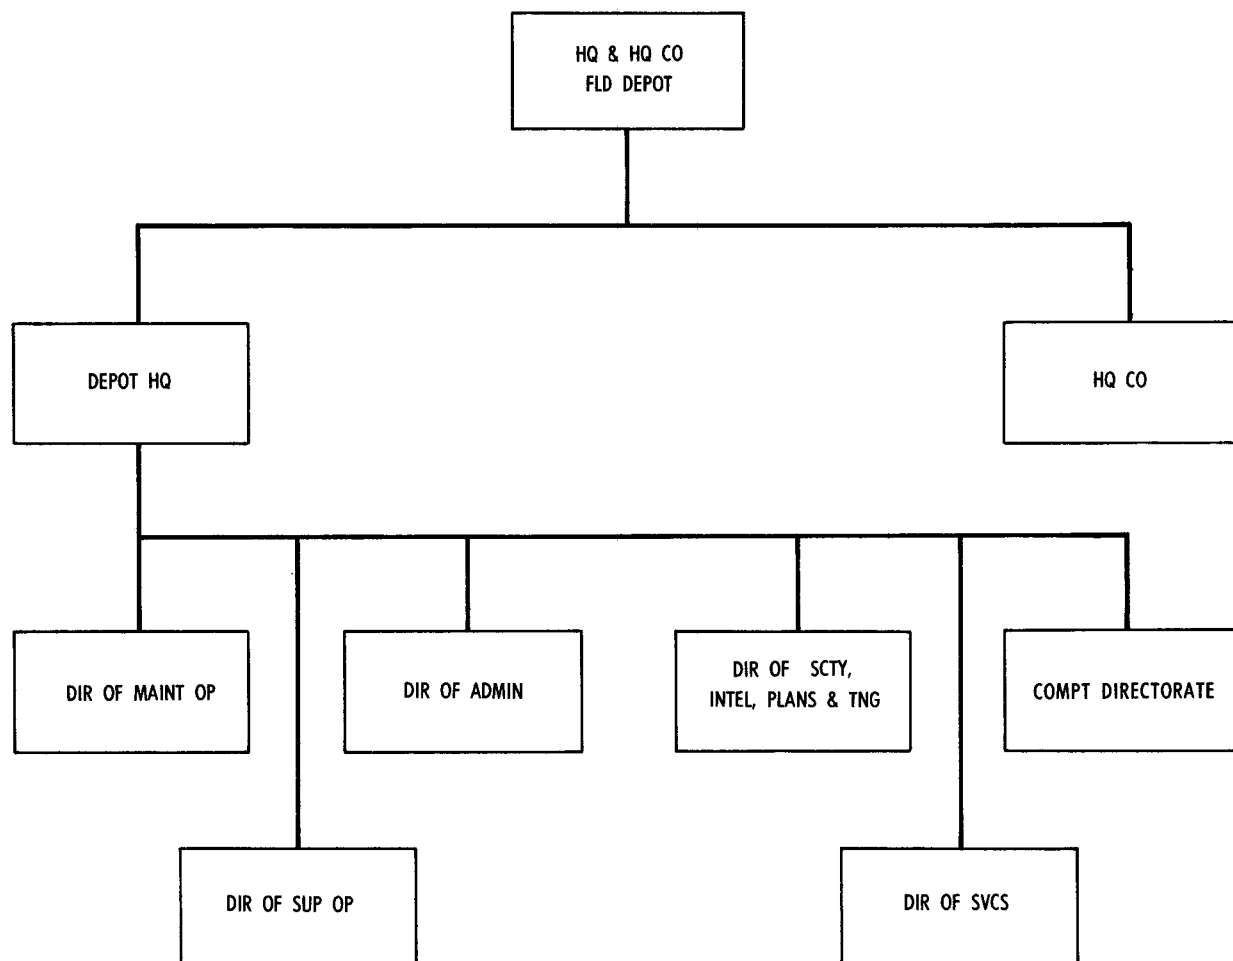 HQ & HQ CO
FLD DEPOT
DEPOT HQ
HQ CO
DIR OF MAINT OP
DIR OF ADMIN
DIR OF SCTY,
INTEL, PLANS & TNG
COMPT DIRECTORATE
DIR OF SUP OP
DIR OF SVCS